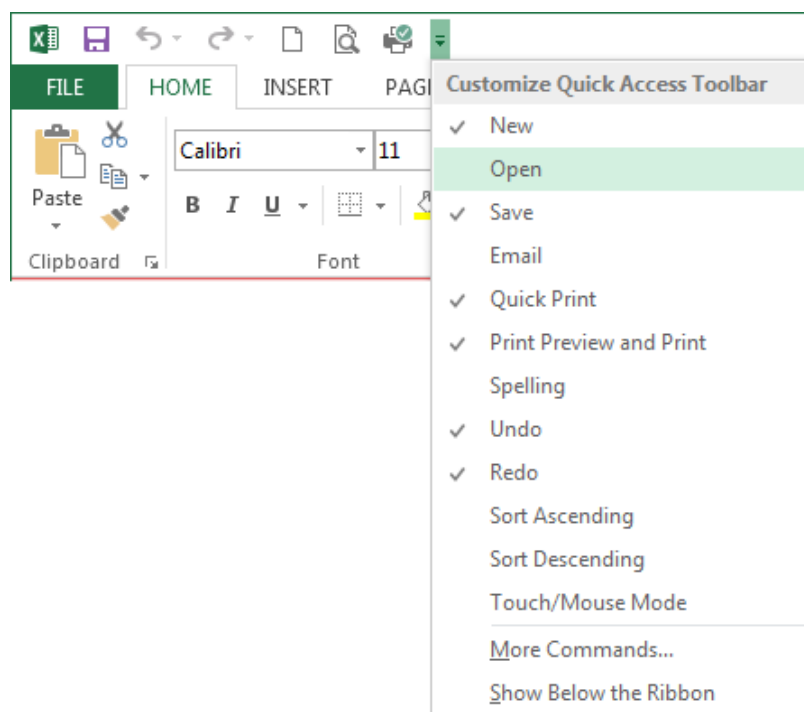 FILE HOME INSERT PAG
Calibri 11
Paste
B I U
Clipboard Font
Customize Quick Access Toolbar
New
Open
Save
Email
Quick Print
Print Preview and Print
Spelling
Undo
Redo
Sort Ascending
Sort Descending
Touch/Mouse Mode
More Commands...
Show Below the Ribbon